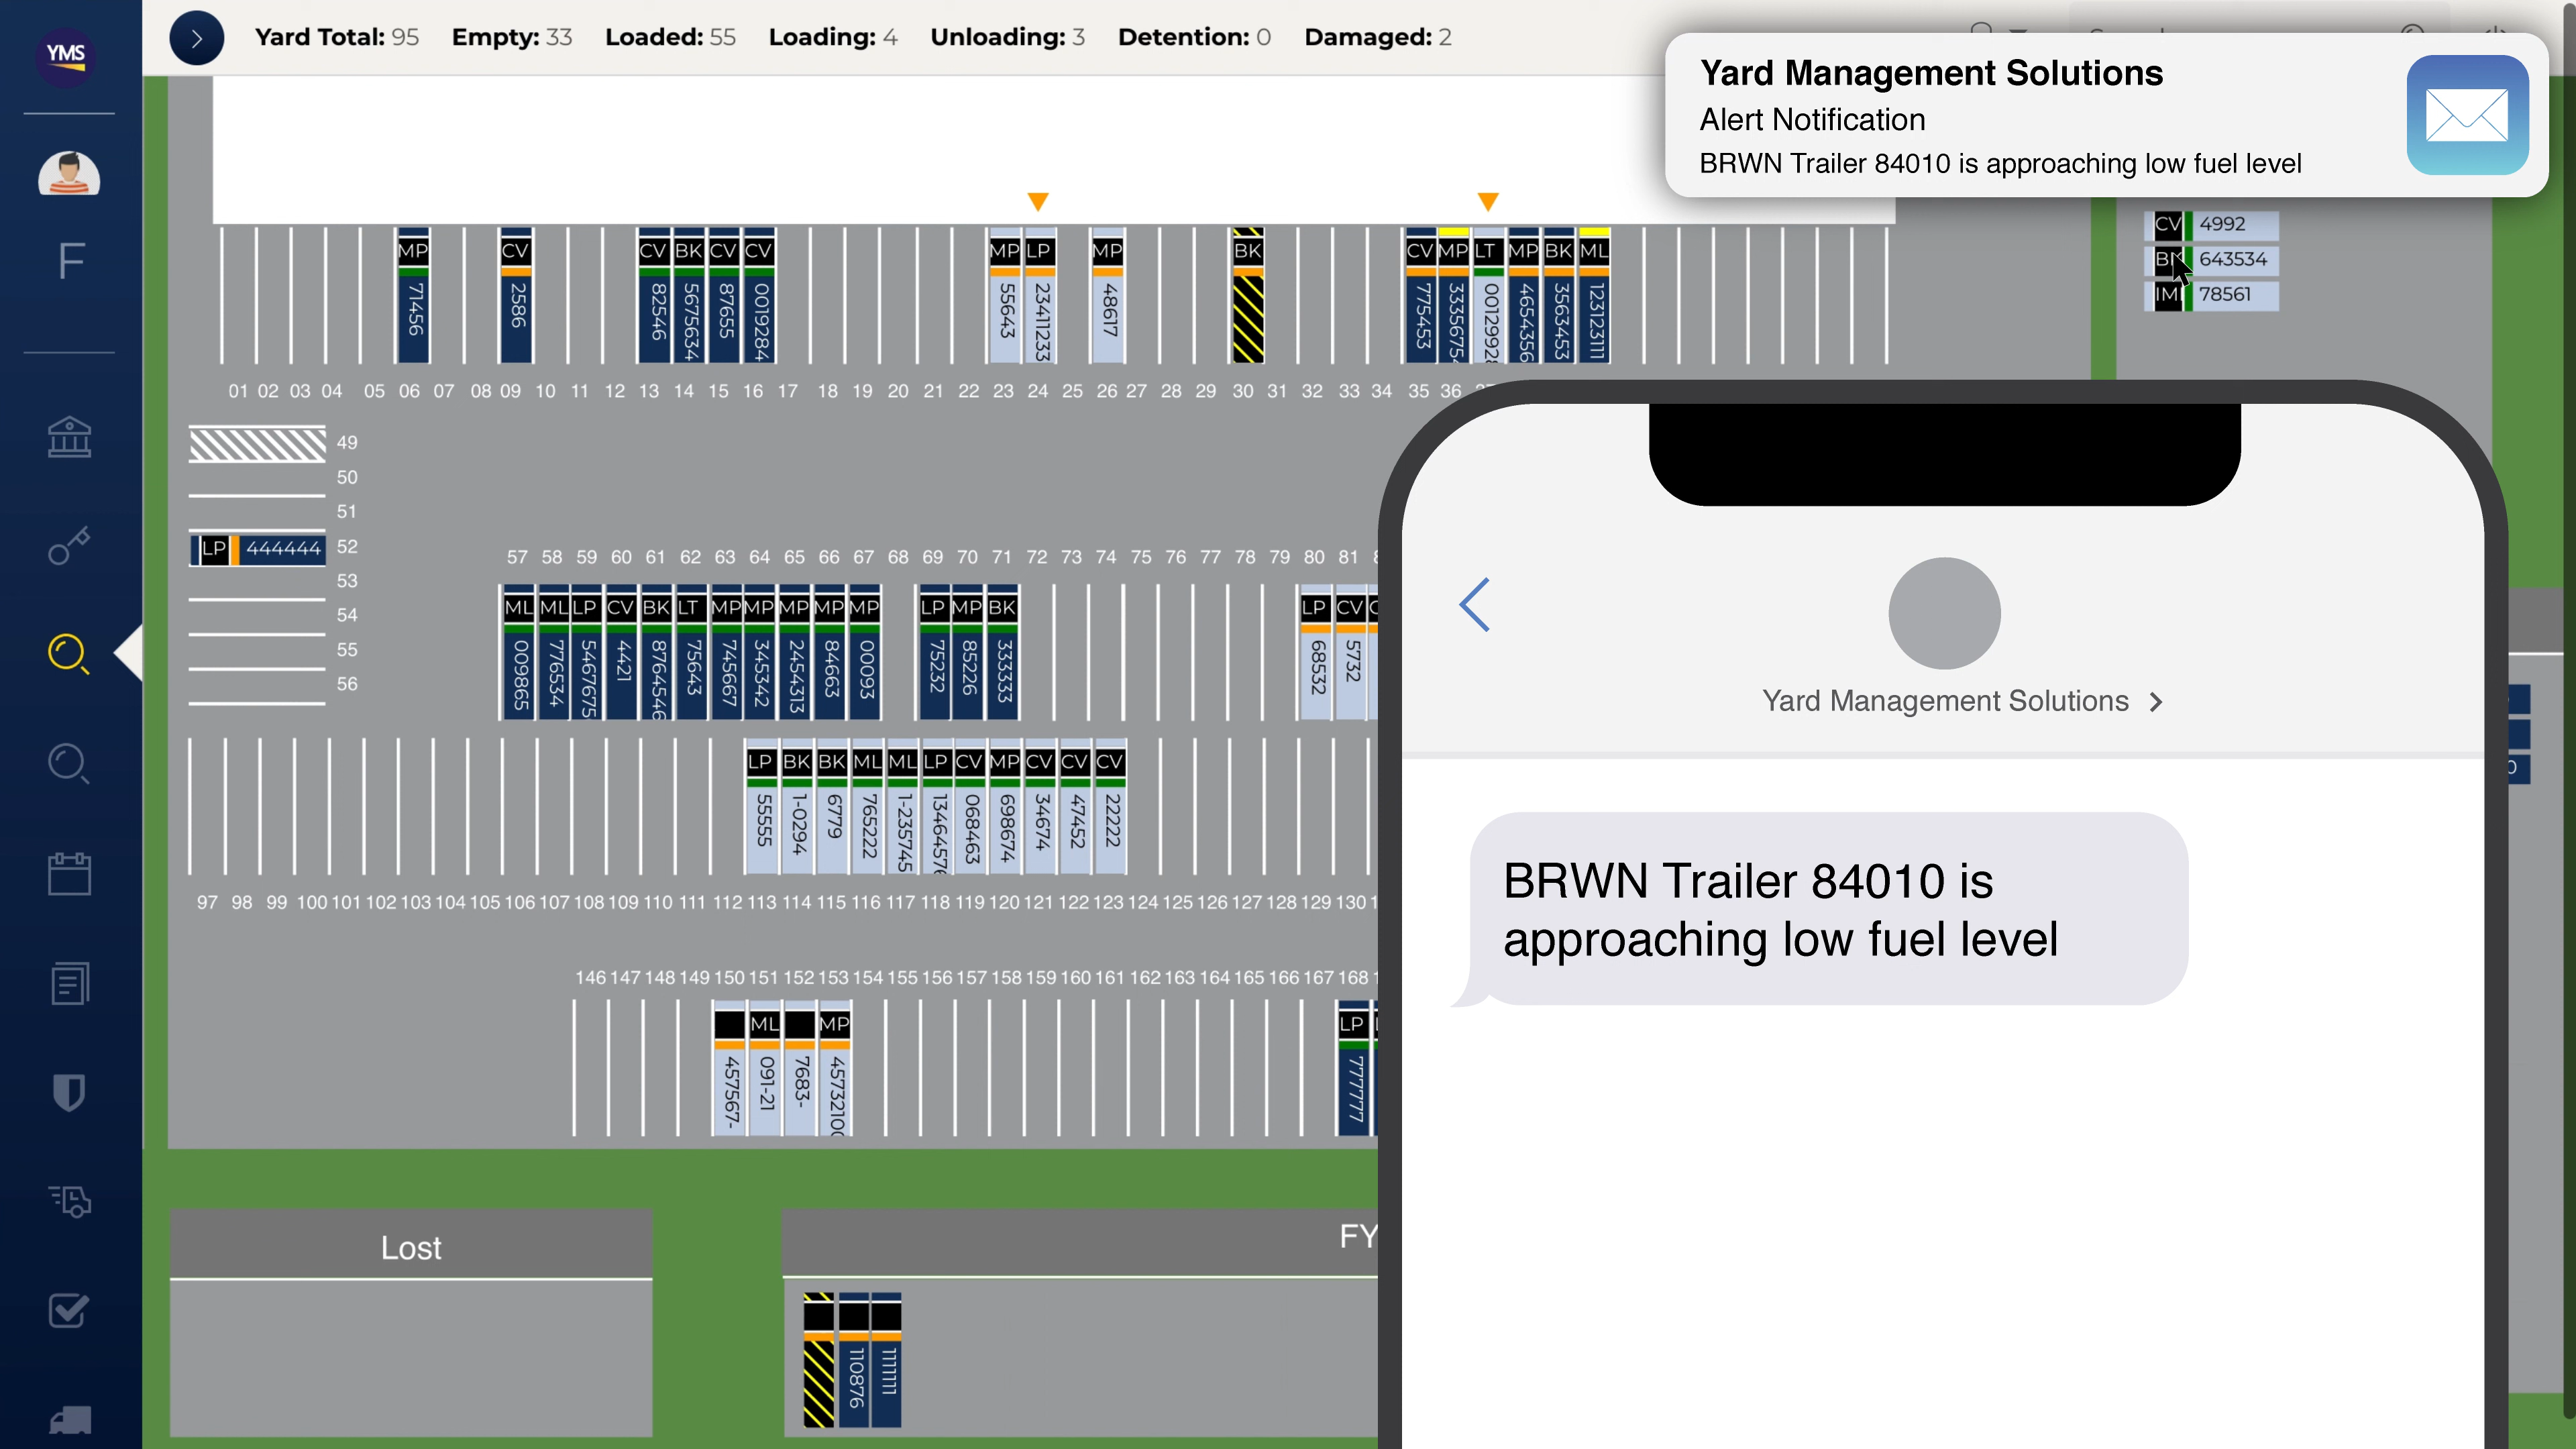 YMS
Yard Total: 95 Empty: 33 Loaded: 55 Loading: 4 Unloading: 3 Detention: 0 Damaged: 2
Yard Management Solutions
Alert Notification
BRWN Trailer 84010 is approaching low fuel level
F
CV 4992
BK 643534
IM 78561
MP CV CV BK CV CV MP LP MP BK CV MP LT MP BK ML
71456 2586 82546 5675634 87655 0019284 55643 23411233 48617 775453 33356754 0012992 4654356 3563453 123123111
01 02 03 04 05 06 07 08 09 10 11 12 13 14 15 16 17 18 19 20 21 22 23 24 25 26 27 28 29 30 31 32 33 34 35 36
49
50
51
LP 444444 52
53
54
55
56
57 58 59 60 61 62 63 64 65 66 67 68 69 70 71 72 73 74 75 76 77 78 79 80 81
ML ML LP CV BK LT MP MP MP MP MP LP MP BK LP CV
009865 776534 5467675 4421 8764546 75643 745667 345342 2454313 84663 00093 75232 85226 333333 68532 5732
LP BK BK ML ML LP CV MP CV CV CV
55555 1-0294 6779 765222 1-235745 1346457 068463 698674 34674 47452 22222
97 98 99 100 101 102 103 104 105 106 107 108 109 110 111 112 113 114 115 116 117 118 119 120 121 122 123 124 125 126 127 128 129 130
146 147 148 149 150 151 152 153 154 155 156 157 158 159 160 161 162 163 164 165 166 167 168
ML MP LP
457567- 091-21 7683- 4573210 777777
Lost
FY
110876 1111111
Yard Management Solutions
BRWN Trailer 84010 is
approaching low fuel level